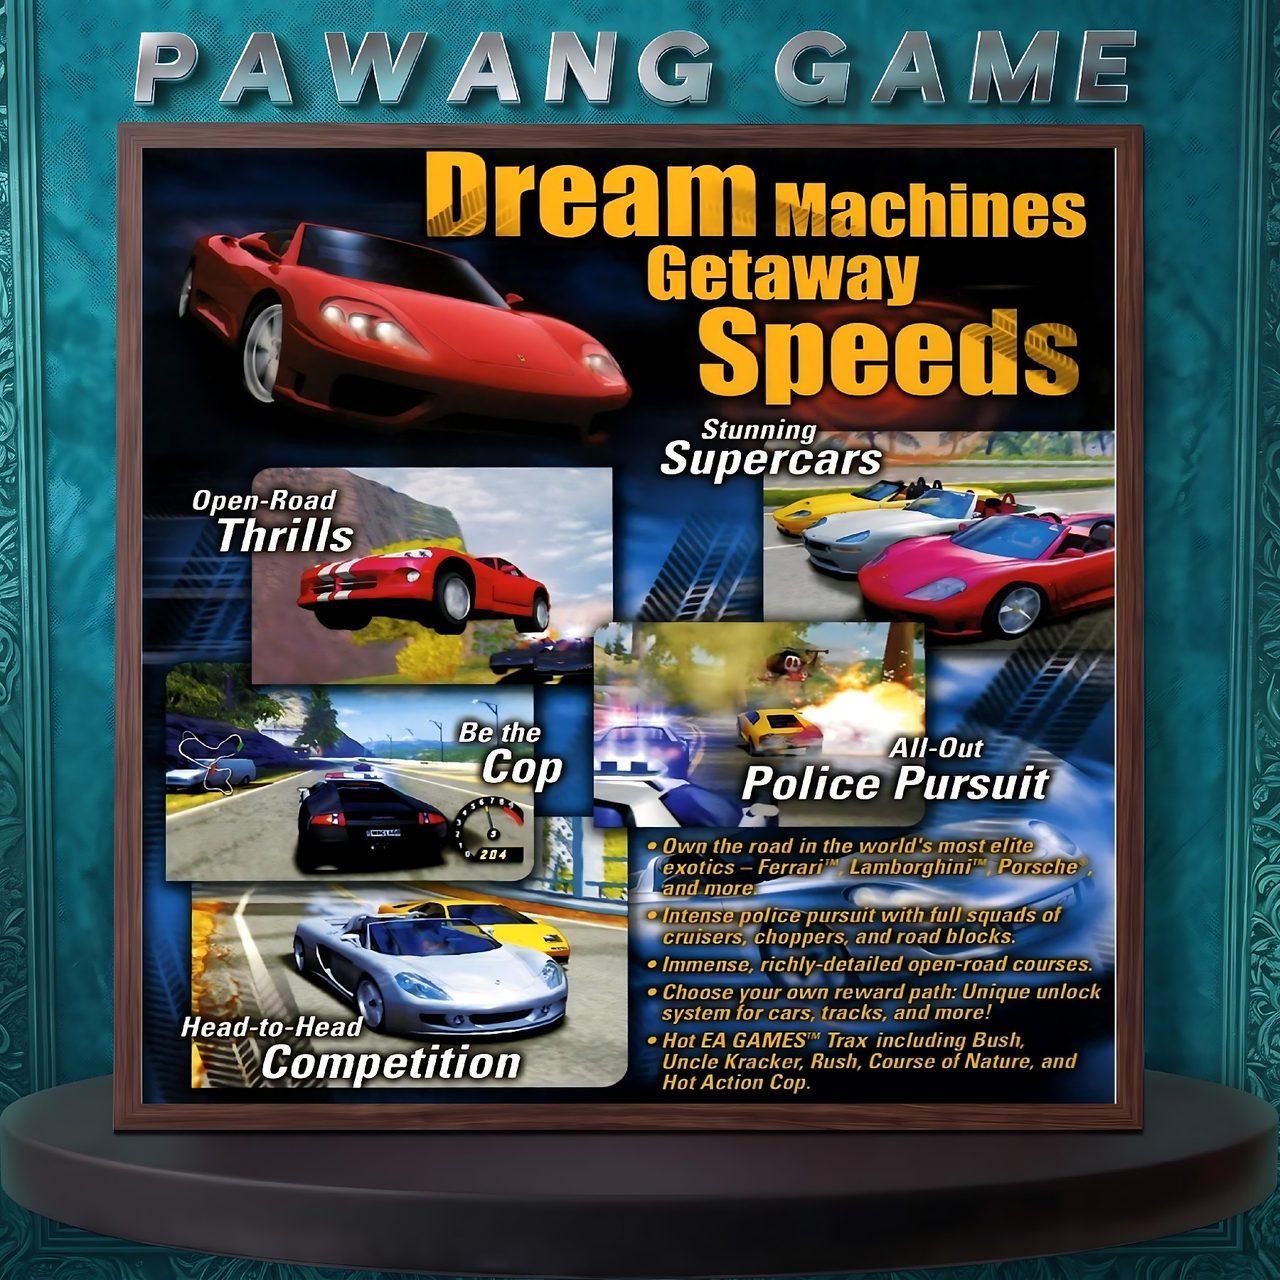 PAWANG GAME
Dream Machines
Getaway
Speeds
Stunning
Supercars
Open-Road
Thrills
Be the
Cop
204
All-Out
Police Pursuit
Head-to-Head
Competition
• Own the road in the world's most elite
exotics – Ferrari™, Lamborghini™, Porsche®,
and more.
• Intense police pursuit with full squads of
cruisers, choppers, and road blocks.
• Immense, richly-detailed open-road courses.
• Choose your own reward path: Unique unlock
system for cars, tracks, and more!
• Hot EA GAMES™ Trax including Bush,
Uncle Kracker, Rush, Course of Nature, and
Hot Action Cop.